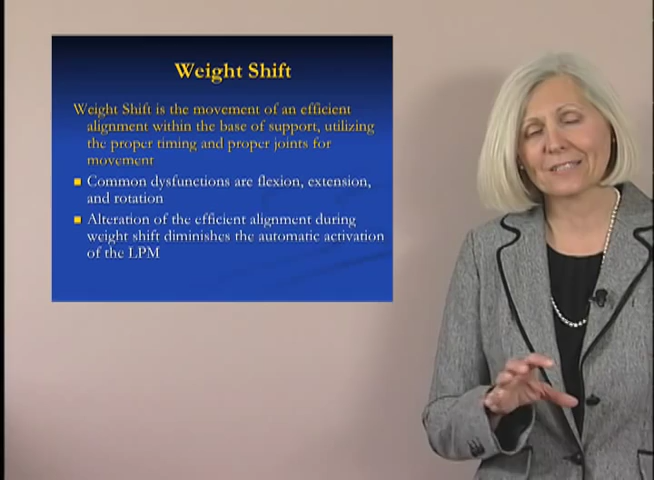 Weight Shift
Weight Shift is the movement of an efficient
alignment within the base of support, utilizing
the proper timing and proper joints for
movement
Common dysfunctions are flexion, extension,
and rotation
Alteration of the efficient alignment during
weight shift diminishes the automatic activation
of the LPM